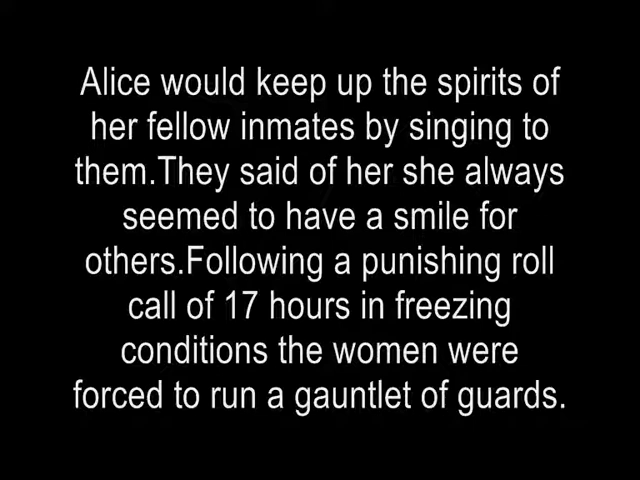 Alice would keep up the spirits of
her fellow inmates by singing to
them.They said of her she always
seemed to have a smile for
others.Following a punishing roll
call of 17 hours in freezing
conditions the women were
forced to run a gauntlet of guards.